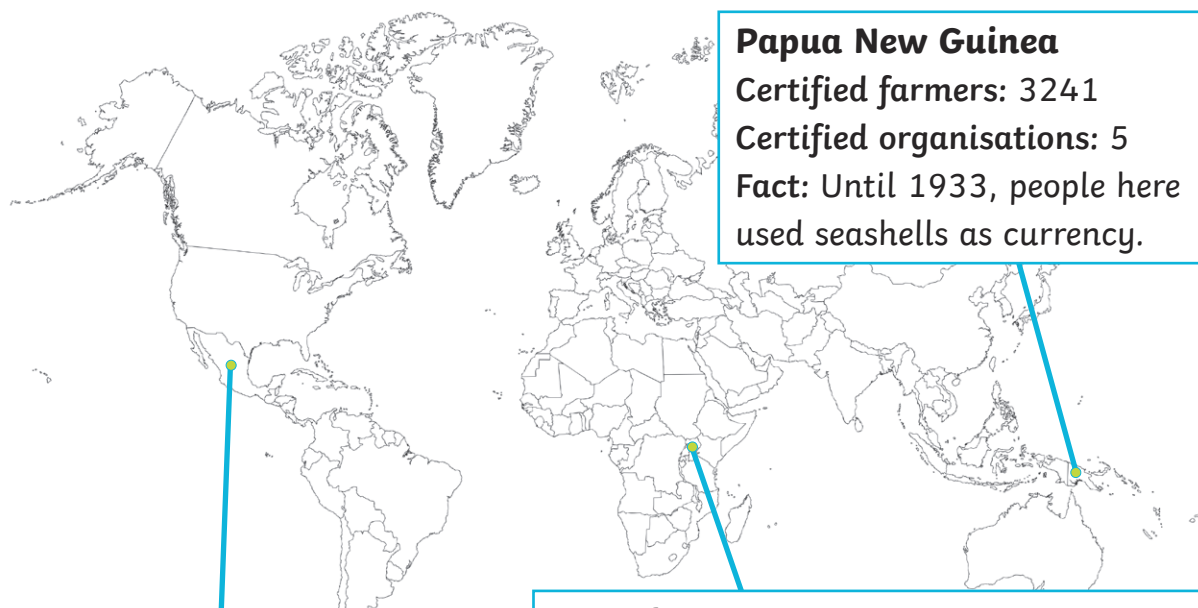 Papua New Guinea
Certified farmers: 3241
Certified organisations: 5
Fact: Until 1933, people here
used seashells as currency.